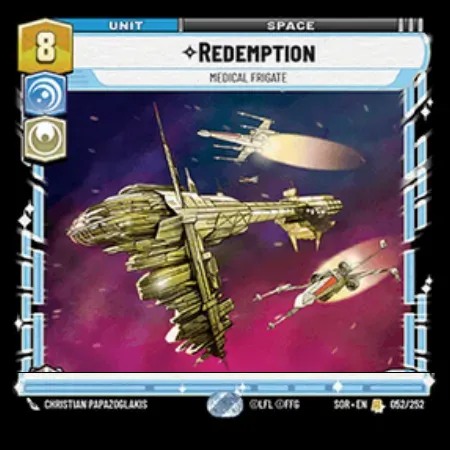 UNIT SPACE
8
✧REDEMPTION
MEDICAL FRIGATE
CHRISTIAN PAPAZOGLAKIS ©LFL ©FFG SOR • EN 052/252